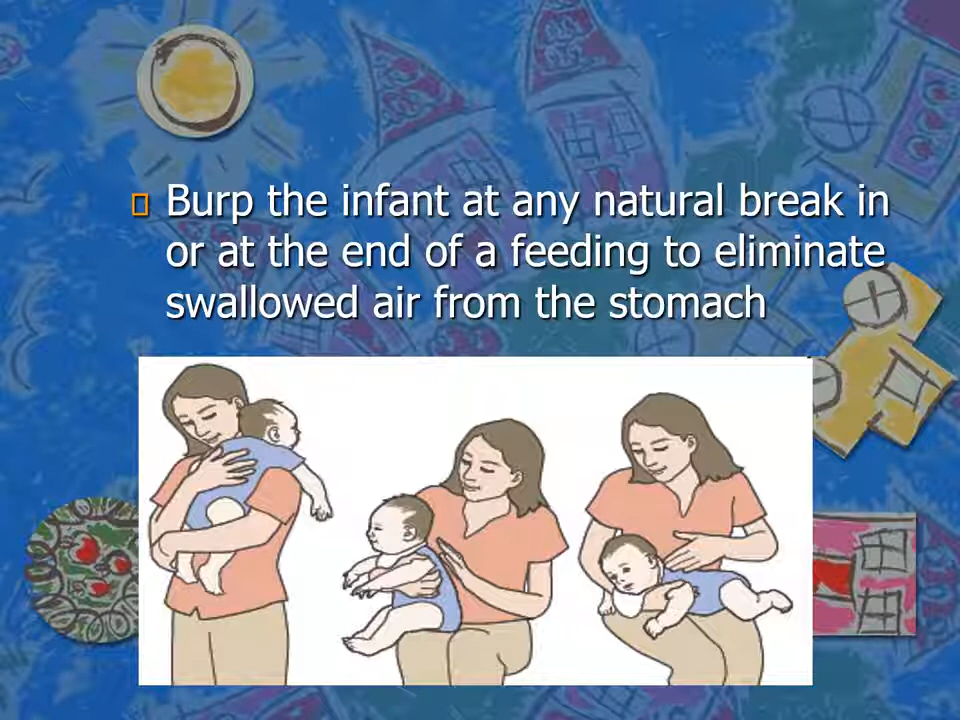 Burp the infant at any natural break in
or at the end of a feeding to eliminate
swallowed air from the stomach